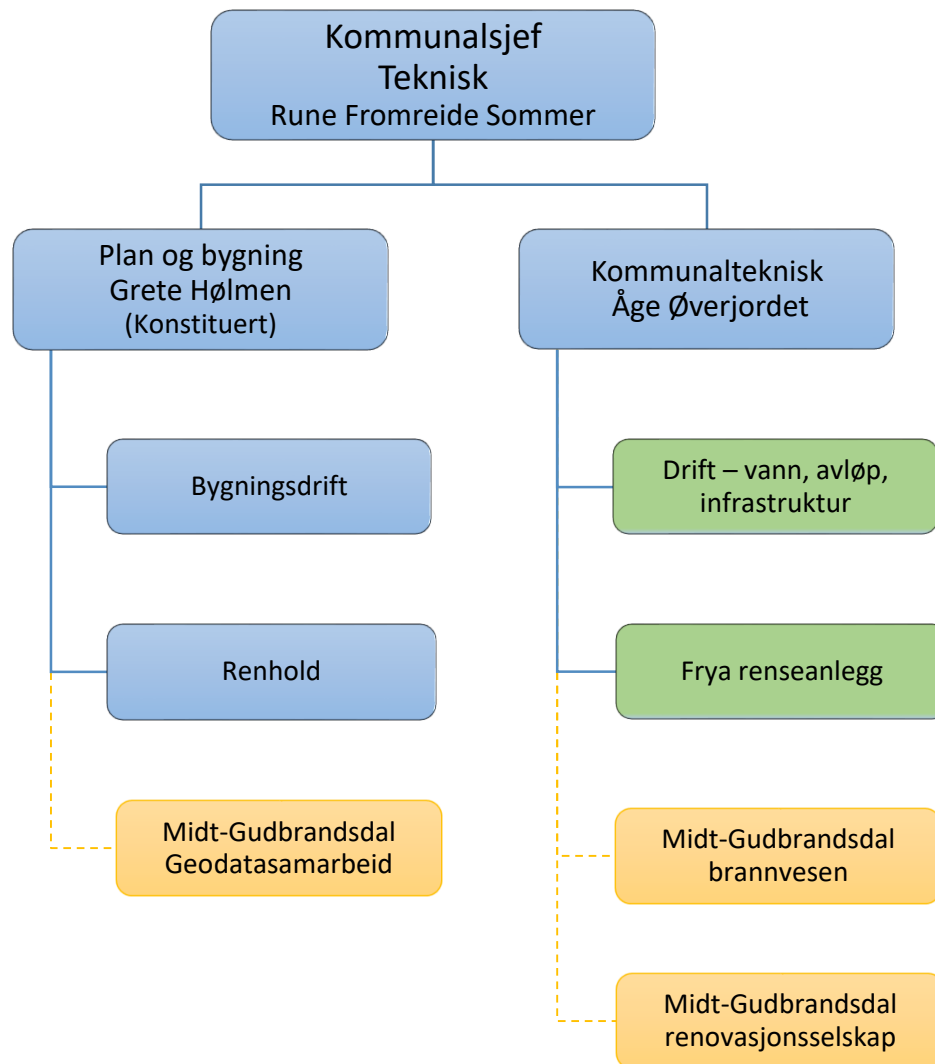 Kommunalsjef
Teknisk
Rune Fromreide Sommer
Plan og bygning
Grete Hølmen
(Konstituert)
Kommunalteknisk
Åge Øverjordet
Bygningsdrift
Drift – vann, avløp,
infrastruktur
Renhold
Frya renseanlegg
Midt-Gudbrandsdal
Geodatasamarbeid
Midt-Gudbrandsdal
brannvesen
Midt-Gudbrandsdal
renovasjonsselskap